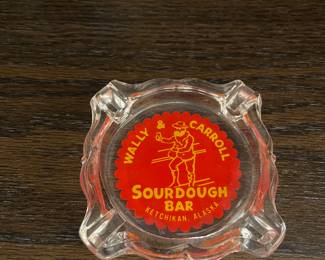 WALLY & CARROLL
SOURDOUGH
BAR
KETCHIKAN, ALASKA